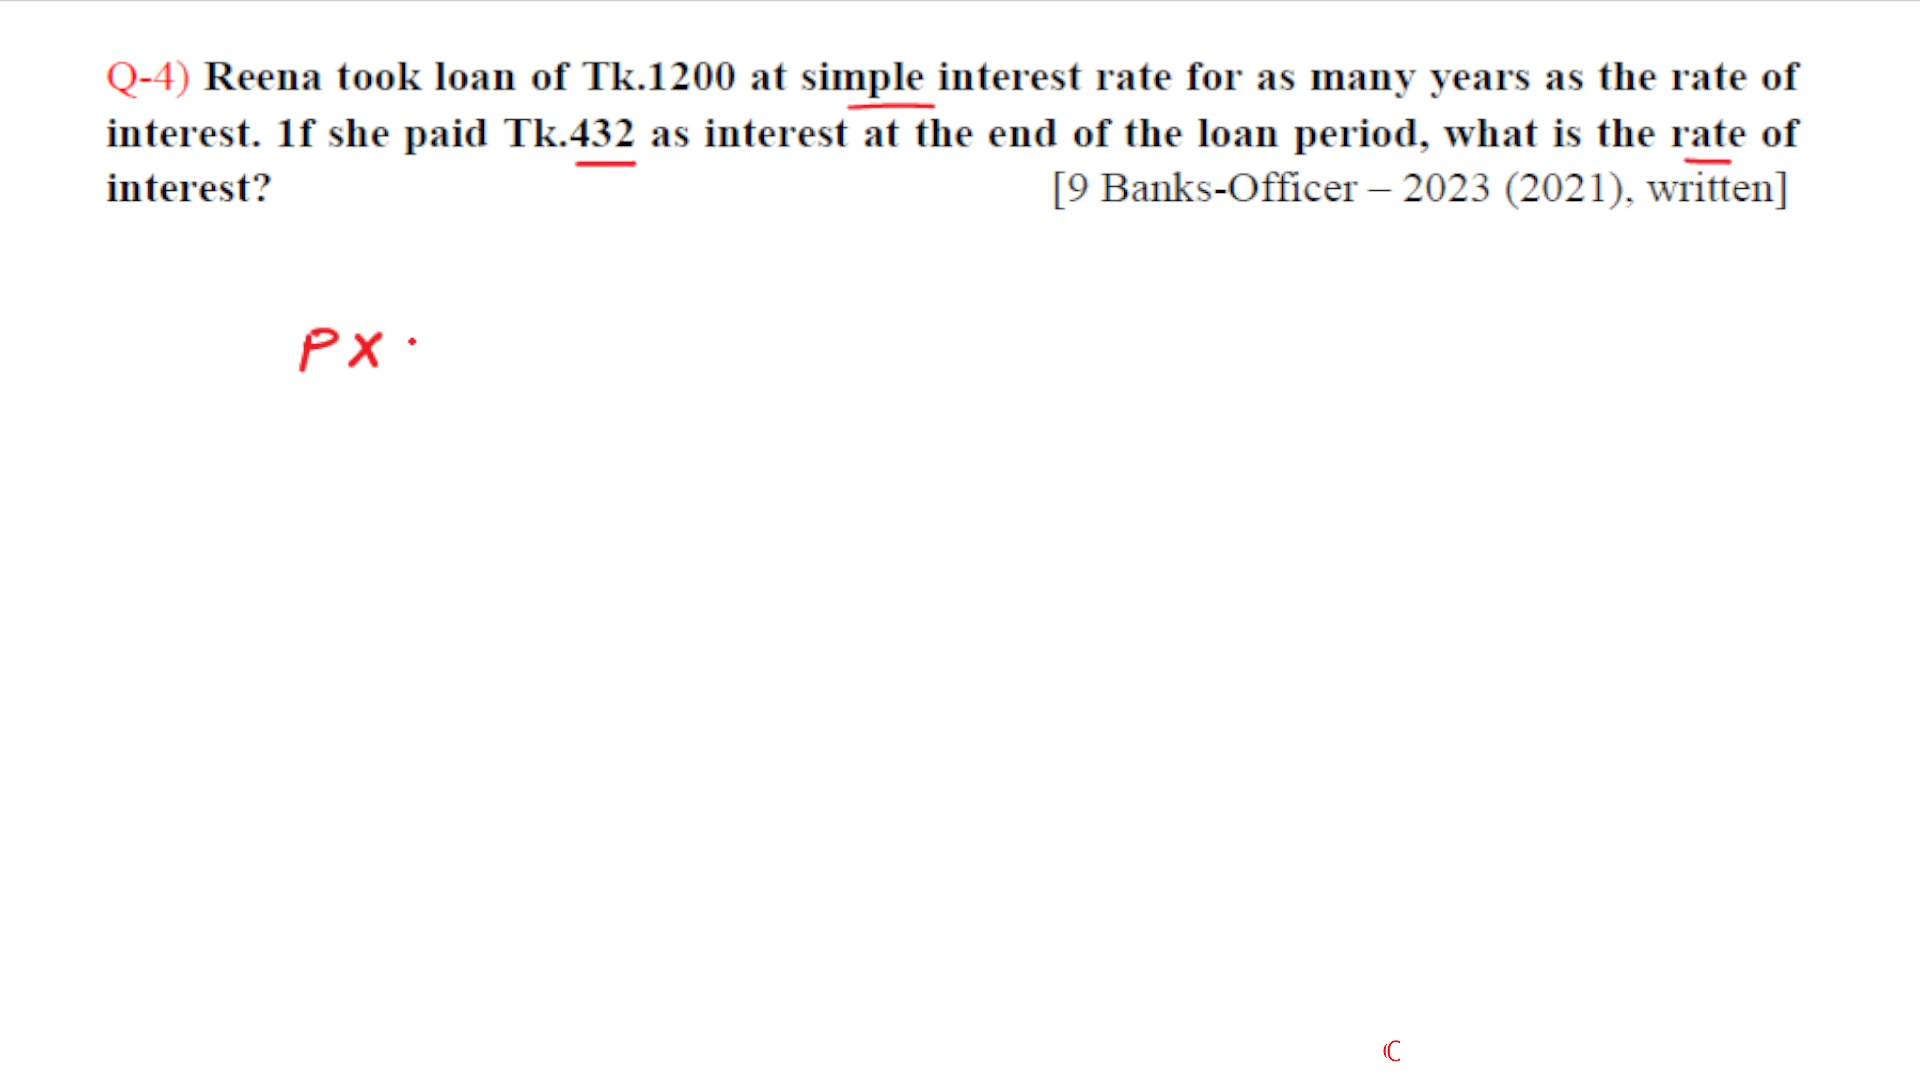 Q-4) Reena took loan of Tk.1200 at simple interest rate for as many years as the rate of
interest. 1f she paid Tk.432 as interest at the end of the loan period, what is the rate of
interest? [9 Banks-Officer – 2023 (2021), written]
P X ·